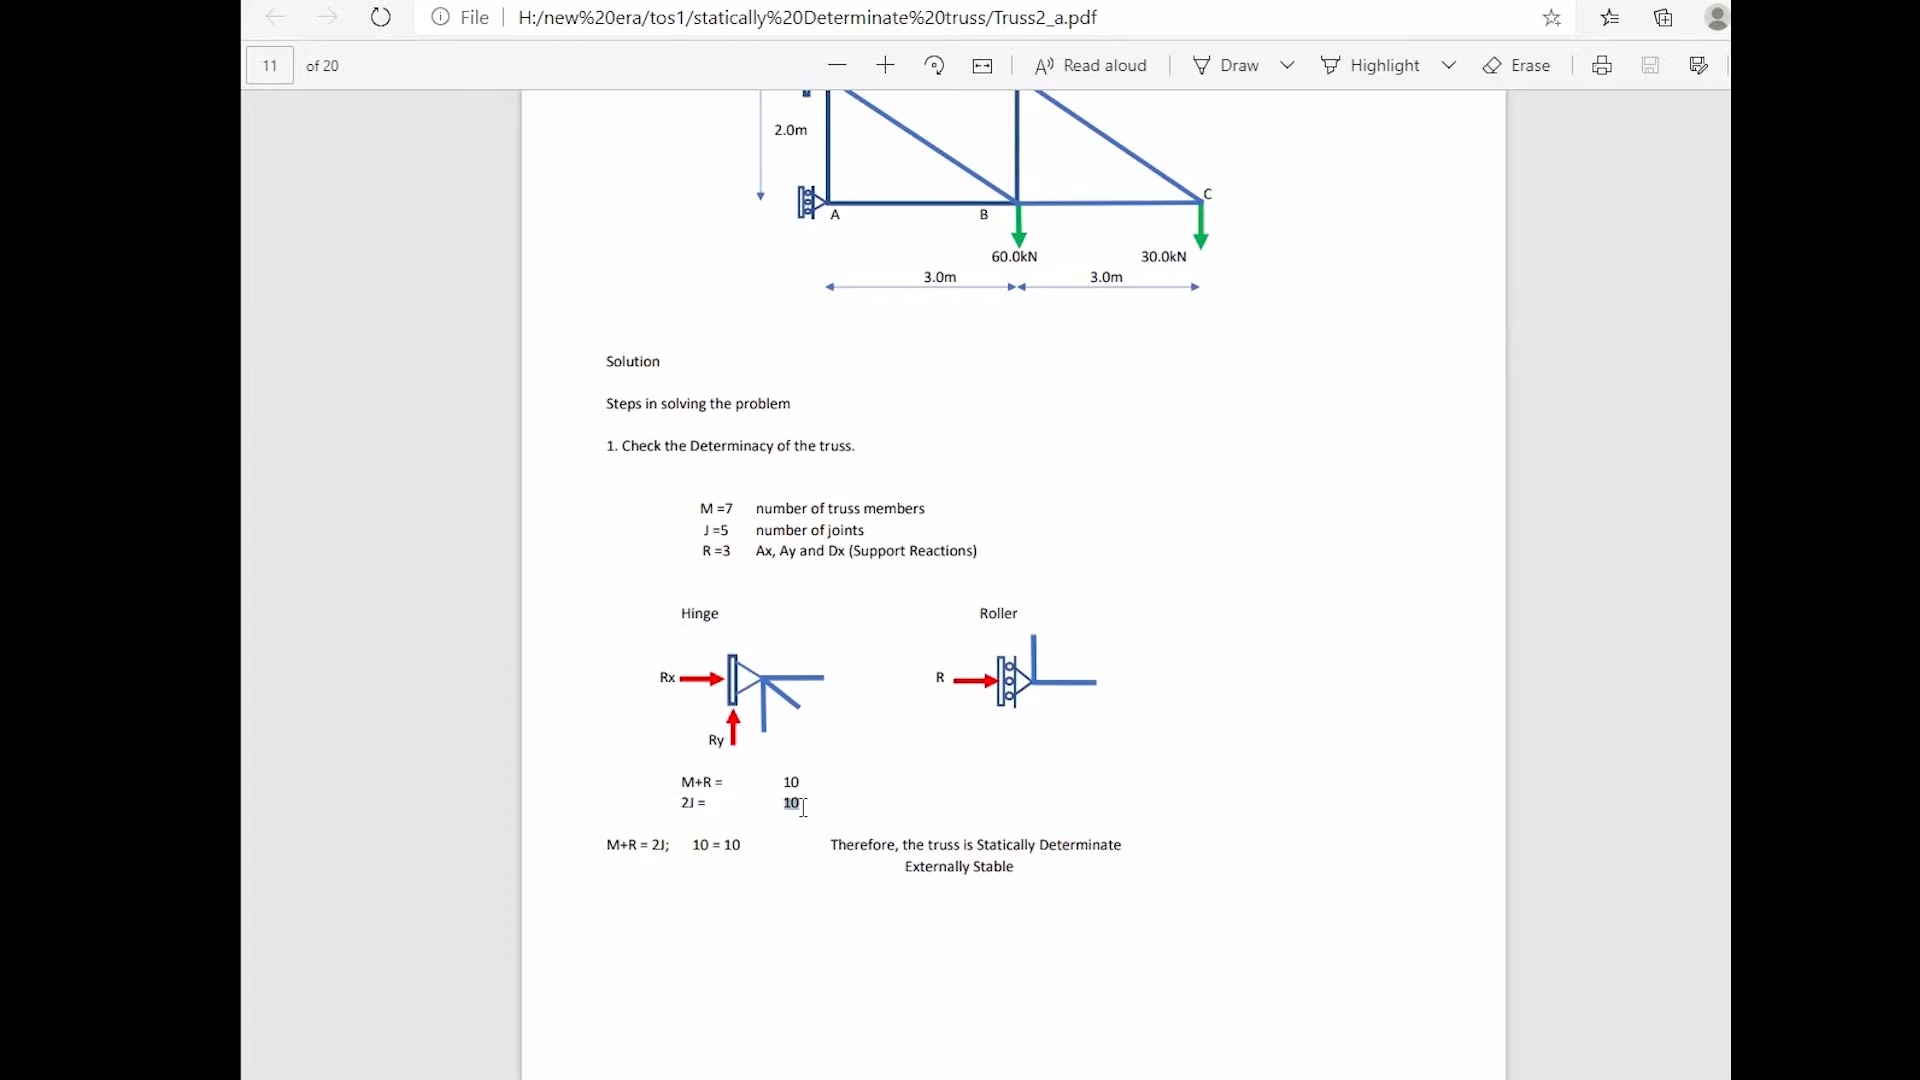 File H:/new%20era/tos1/statically%20Determinate%20truss/Truss2_a.pdf
11 of 20 Read aloud Draw Highlight Erase
2.0m
C
A B
60.0kN 30.0kN
3.0m 3.0m
Solution
Steps in solving the problem
1. Check the Determinacy of the truss.
M =7 number of truss members
J =5 number of joints
R =3 Ax, Ay and Dx (Support Reactions)
Hinge Roller
Rx R
Ry
M+R = 10
2J = 10
M+R = 2J; 10 = 10 Therefore, the truss is Statically Determinate
Externally Stable